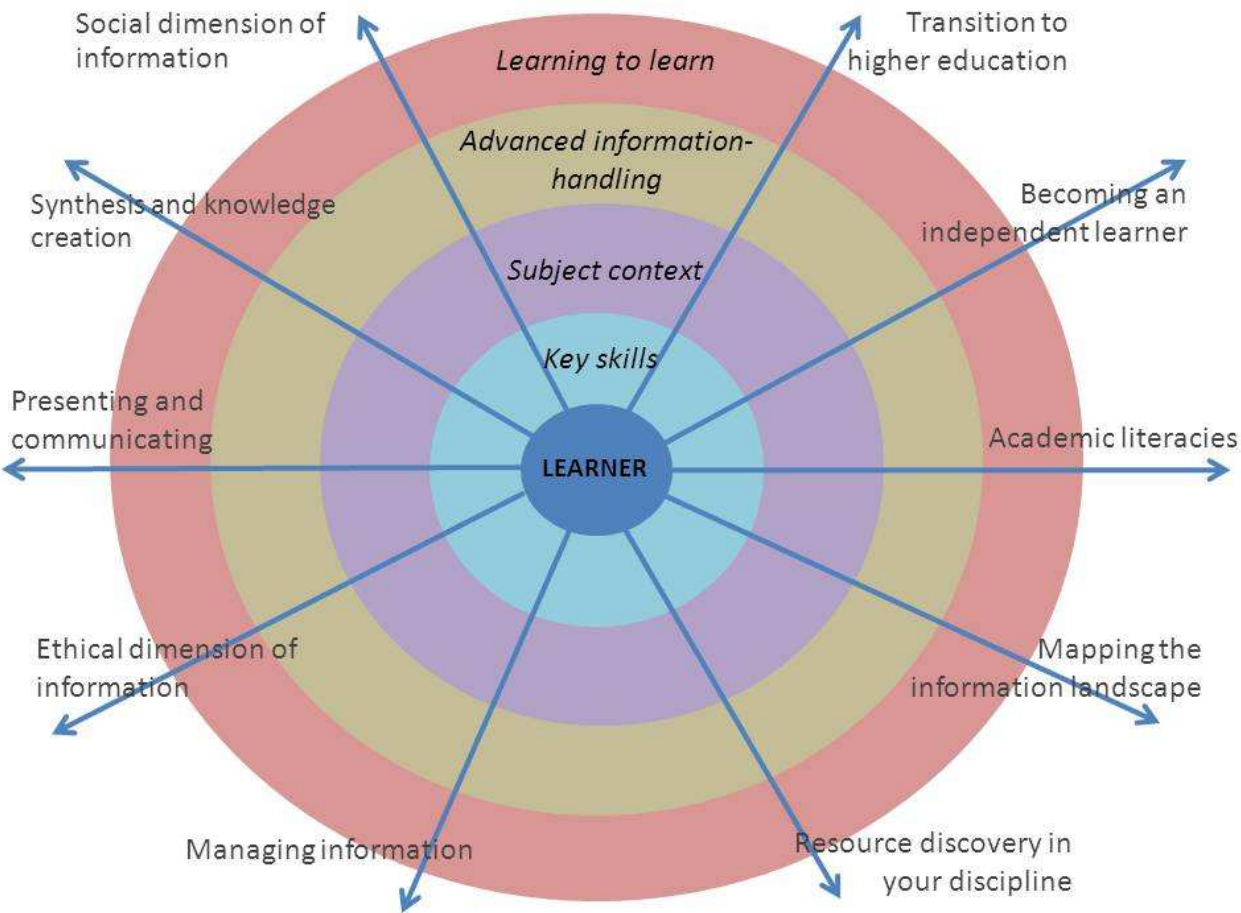 Social dimension of
information
Transition to
higher education
Learning to learn
Advanced information-
handling
Synthesis and knowledge
creation
Becoming an
independent learner
Subject context
Key skills
Presenting and
communicating
LEARNER
Academic literacies
Ethical dimension of
information
Mapping the
information landscape
Managing information
Resource discovery in
your discipline